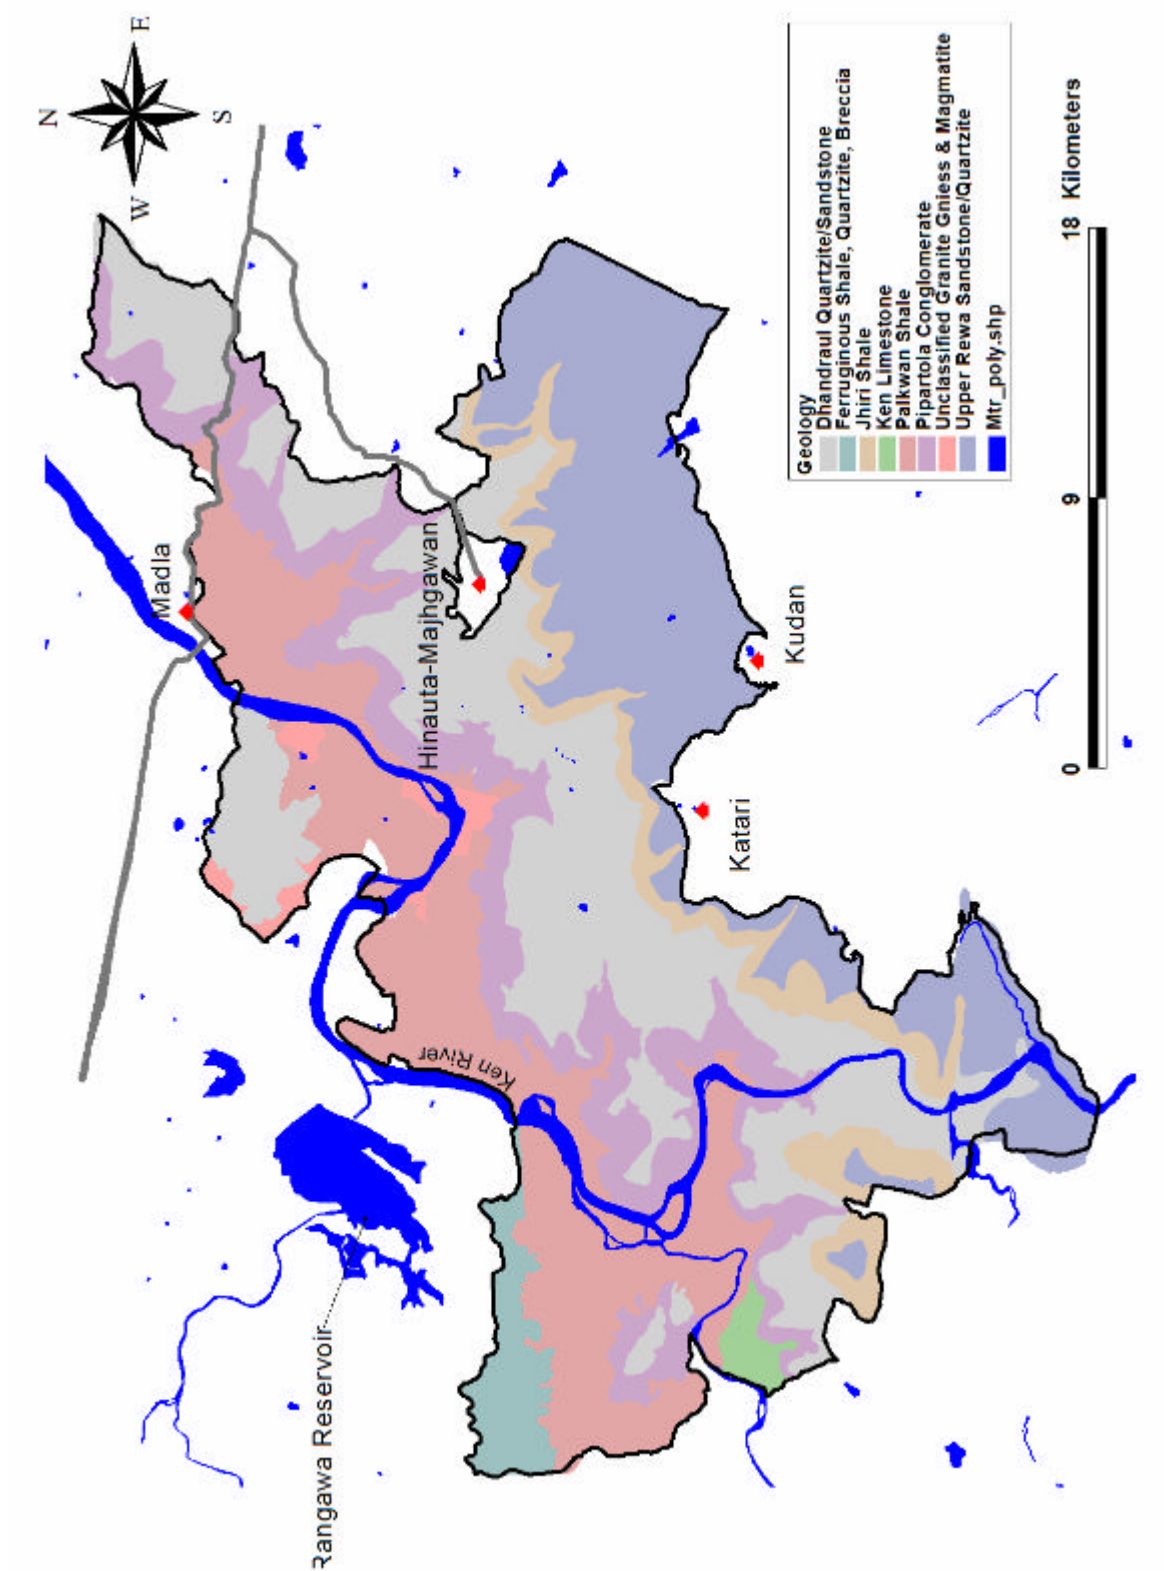 N
E
W
S
Madla
Hinauta-Majhgawan
Kudan
Katari
Ken River
Rangawa Reservoir
Geology
Dhandraul Quartzite/Sandstone
Ferruginous Shale, Quartzite, Breccia
Jhiri Shale
Ken Limestone
Palkwan Shale
Pipartola Conglomerate
Unclassified Granite Gniess & Magmatite
Upper Rewa Sandstone/Quartzite
Mtr_poly.shp
0 9 18 Kilometers